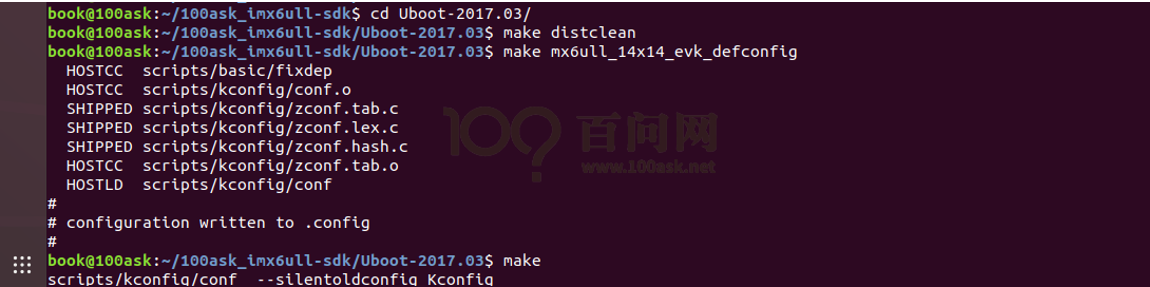 book@100ask:~/100ask_imx6ull-sdk$ cd Uboot-2017.03/
book@100ask:~/100ask_imx6ull-sdk/Uboot-2017.03$ make distclean
book@100ask:~/100ask_imx6ull-sdk/Uboot-2017.03$ make mx6ull_14x14_evk_defconfig
HOSTCC scripts/basic/fixdep
HOSTCC scripts/kconfig/conf.o
SHIPPED scripts/kconfig/zconf.tab.c
SHIPPED scripts/kconfig/zconf.lex.c
SHIPPED scripts/kconfig/zconf.hash.c
HOSTCC scripts/kconfig/zconf.tab.o
HOSTLD scripts/kconfig/conf
#
# configuration written to .config
#
book@100ask:~/100ask_imx6ull-sdk/Uboot-2017.03$ make
scripts/kconfig/conf --silentoldconfig Kconfig
100? 百问网
www.100ask.net